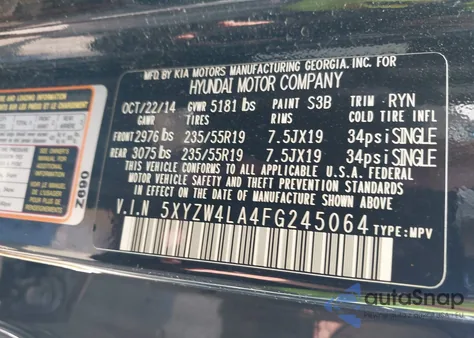 MFD. BY KIA MOTORS MANUFACTURING GEORGIA. INC. FOR
HYUNDAI MOTOR COMPANY
OCT/22/14 GVWR 5181 lbs PAINT S3B TRIM RYN
GAWR TIRES RIMS COLD TIRE INFL
FRONT 2976 lbs 235/55R19 7.5JX19 34psi SINGLE
REAR 3075 lbs 235/55R19 7.5JX19 34psi SINGLE
THIS VEHICLE CONFORMS TO ALL APPLICABLE U.S.A. FEDERAL
MOTOR VEHICLE SAFETY AND THEFT PREVENTION STANDARDS
IN EFFECT ON THE DATE OF MANUFACTURE SHOWN ABOVE.
V.I.N 5XYZW4LA4FG245064 TYPE: MPV
Z060
autoSnap